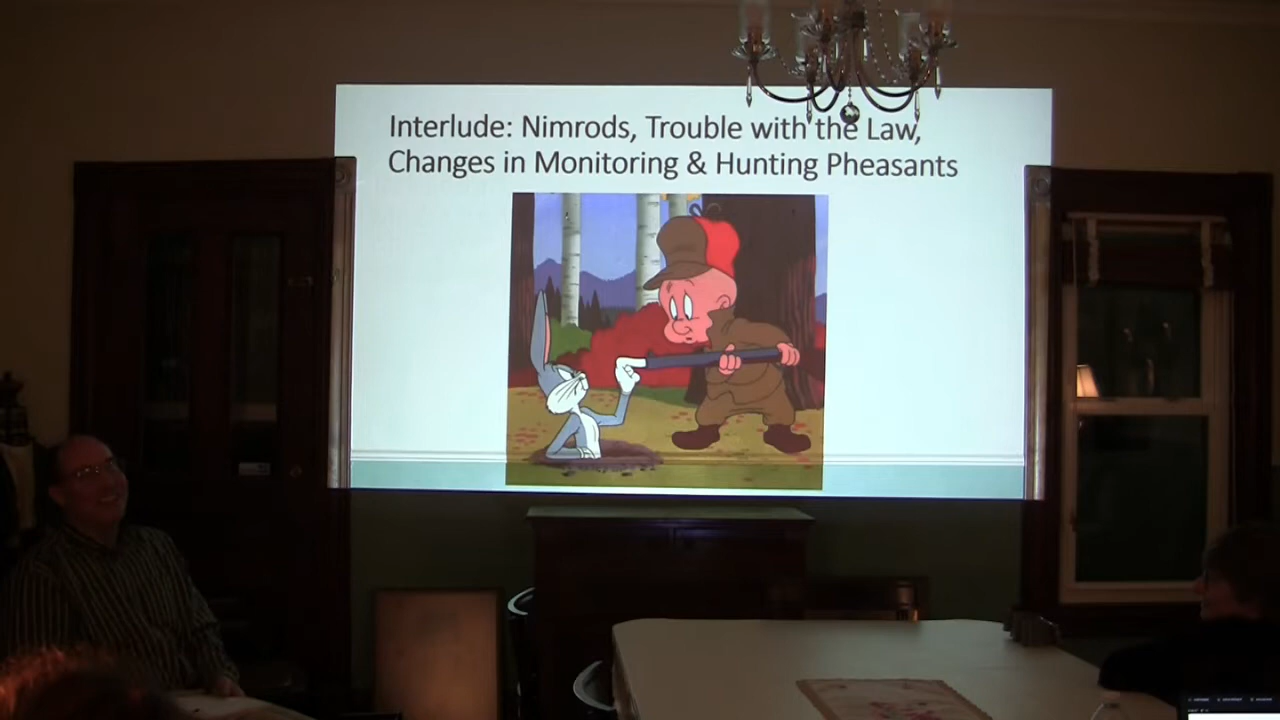 Interlude: Nimrods, Trouble with the Law,
Changes in Monitoring & Hunting Pheasants